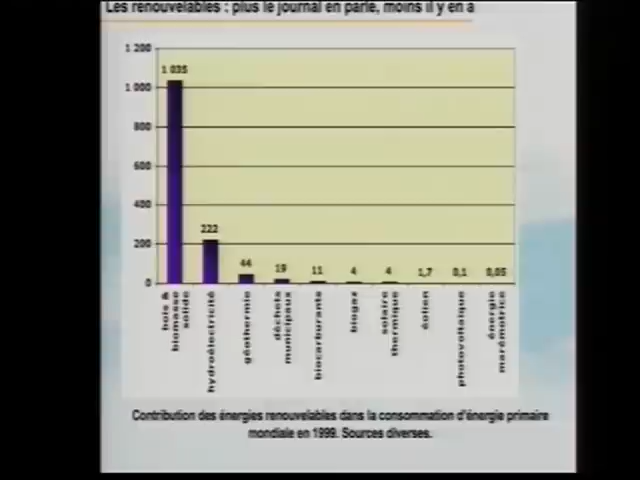 Les renouvelables : plus le journal en parle, moins il y en a
1 200
1 035
1 000
800
600
400
222
200
44
19
11
4
4
1,7
0,1
0,05
0
bois &
biomasse
solide
hydroélectricité
géothermie
déchets
municipaux
biocarburants
biogaz
solaire
thermique
éolien
photovoltaïque
énergie
marémotrice
Contribution des énergies renouvelables dans la consommation d'énergie primaire
mondiale en 1999. Sources diverses.